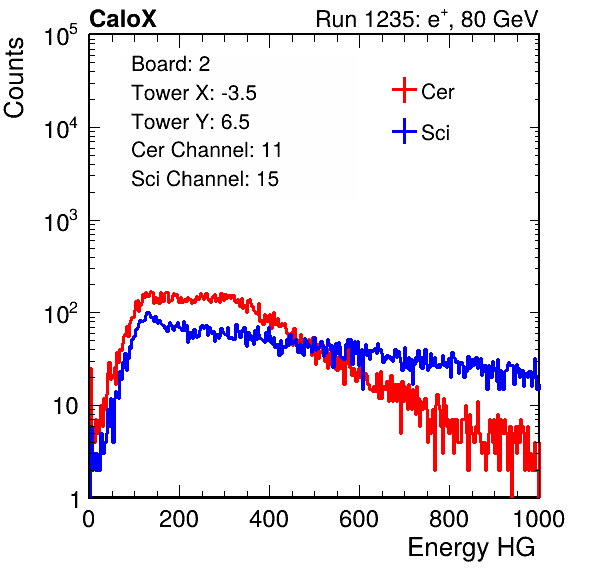 CaloX Run 1235: e+, 80 GeV
Counts
10^5
10^4
10^3
10^2
10
1
Board: 2
Tower X: -3.5
Tower Y: 6.5
Cer Channel: 11
Sci Channel: 15
Cer
Sci
0 200 400 600 800 1000
Energy HG